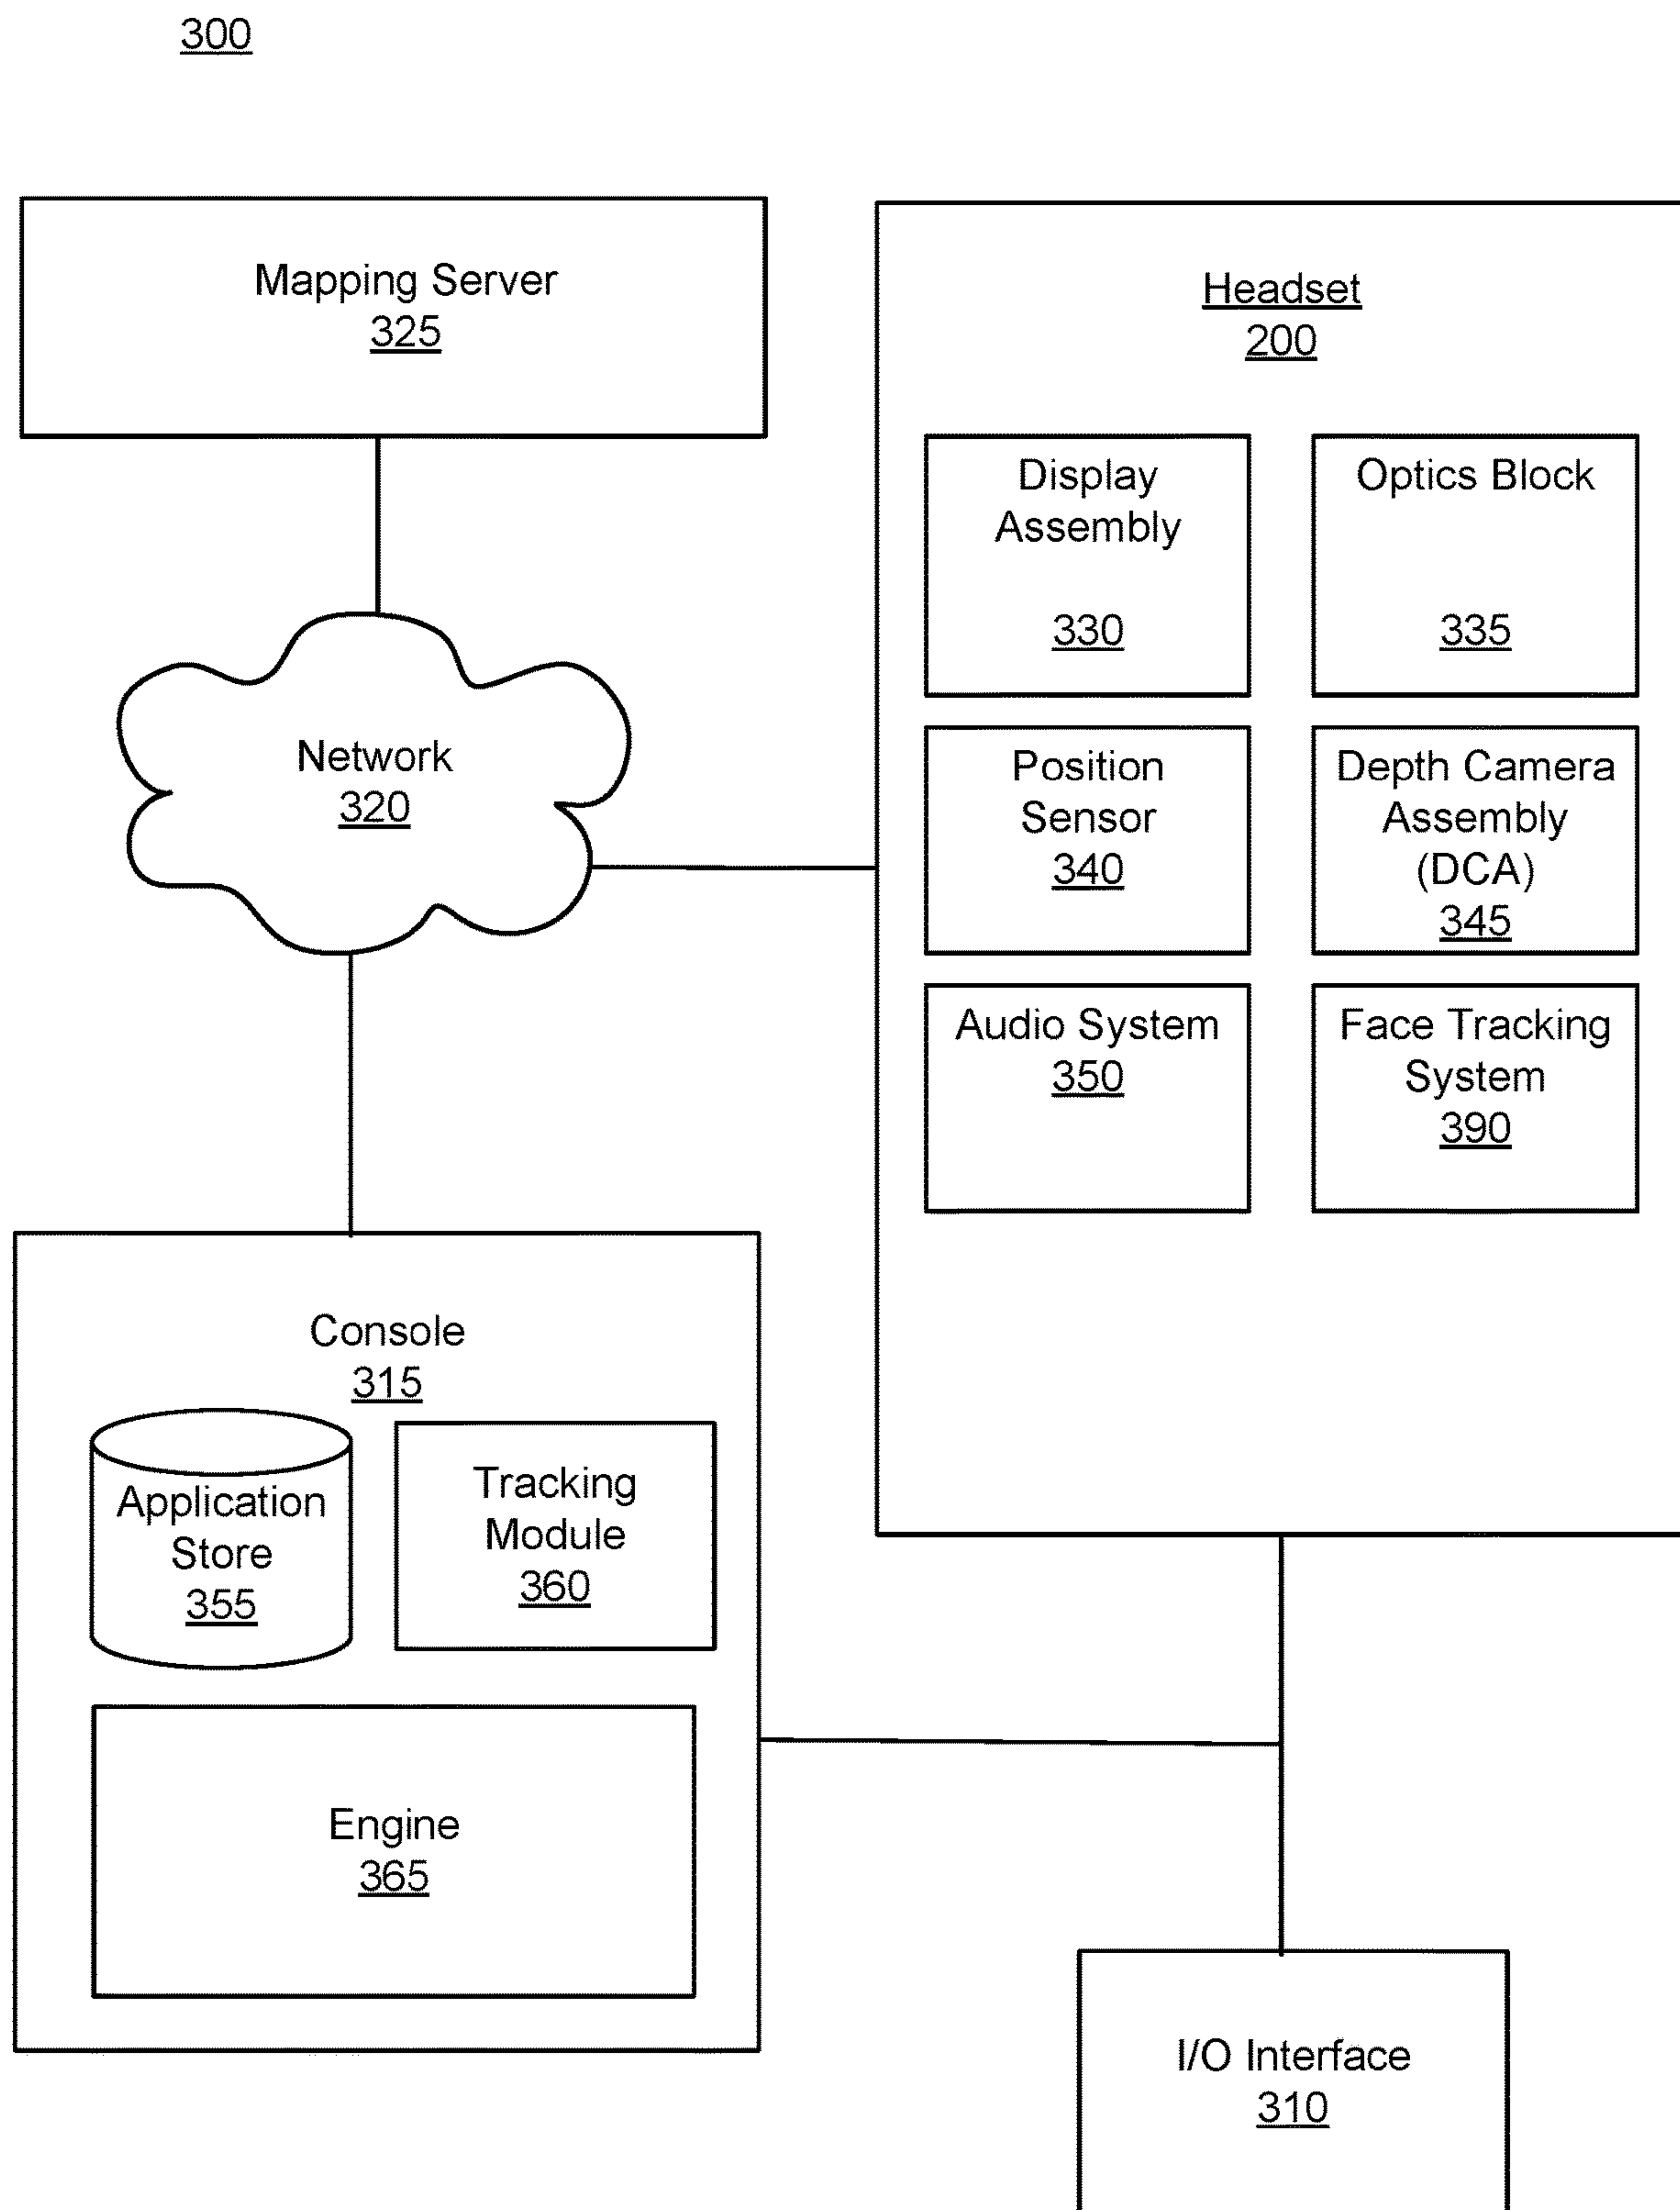 300
Mapping Server
325
Headset
200
Display
Assembly
330
Optics Block
335
Network
320
Position
Sensor
340
Depth Camera
Assembly
(DCA)
345
Audio System
350
Face Tracking
System
390
Console
315
Application
Store
355
Tracking
Module
360
Engine
365
I/O Interface
310